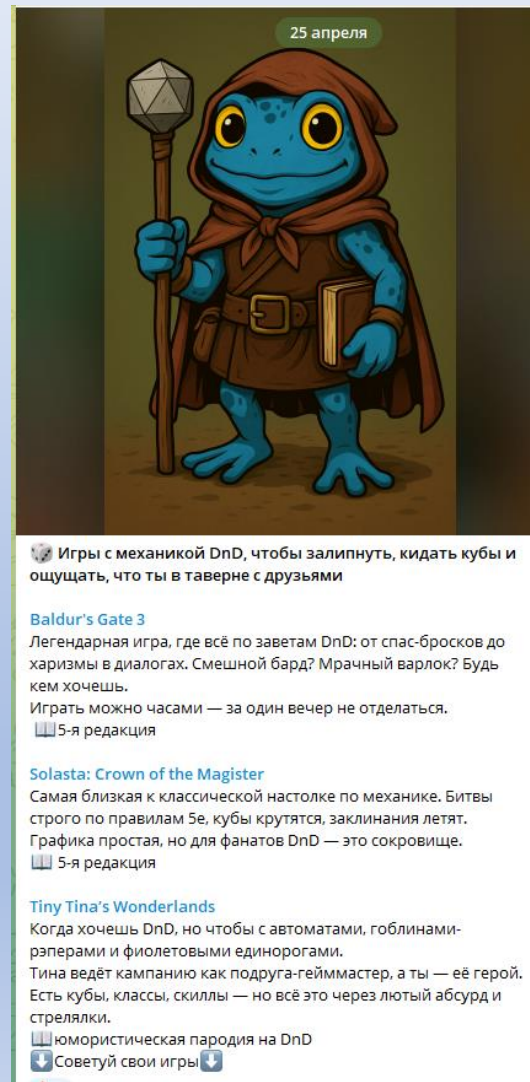 25 апреля
🎲 Игры с механикой DnD, чтобы залипнуть, кидать кубы и
ощущать, что ты в таверне с друзьями
Baldur's Gate 3
Легендарная игра, где всё по заветам DnD: от спас-бросков до
харизмы в диалогах. Смешной бард? Мрачный варлок? Будь
кем хочешь.
Играть можно часами — за один вечер не отделаться.
📖5-я редакция
Solasta: Crown of the Magister
Самая близкая к классической настолке по механике. Битвы
строго по правилам 5e, кубы крутятся, заклинания летят.
Графика простая, но для фанатов DnD — это сокровище.
📖 5-я редакция
Tiny Tina’s Wonderlands
Когда хочешь DnD, но чтобы с автоматами, гоблинами-
рэперами и фиолетовыми единорогами.
Тина ведёт кампанию как подруга-гейммастер, а ты — её герой.
Есть кубы, классы, скиллы — но всё это через лютый абсурд и
стрелялки.
📖юмористическая пародия на DnD
⬇️Советуй свои игры⬇️